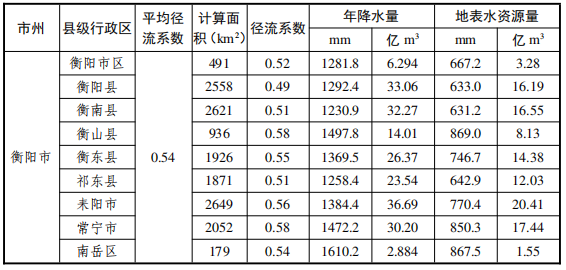 市州 县级行政区 平均径流系数 计算面积（km²） 径流系数 年降水量 地表水资源量
mm 亿 m³ mm 亿 m³
衡阳市 0.54
衡阳市区 491 0.52 1281.8 6.294 667.2 3.28
衡阳县 2558 0.49 1292.4 33.06 633.0 16.19
衡南县 2621 0.51 1230.9 32.27 631.2 16.55
衡山县 936 0.58 1497.8 14.01 869.0 8.13
衡东县 1926 0.55 1369.5 26.37 746.7 14.38
祁东县 1871 0.51 1258.4 23.54 642.9 12.03
耒阳市 2649 0.56 1384.4 36.69 770.4 20.41
常宁市 2052 0.58 1472.2 30.20 850.3 17.44
南岳区 179 0.54 1610.2 2.884 867.5 1.55